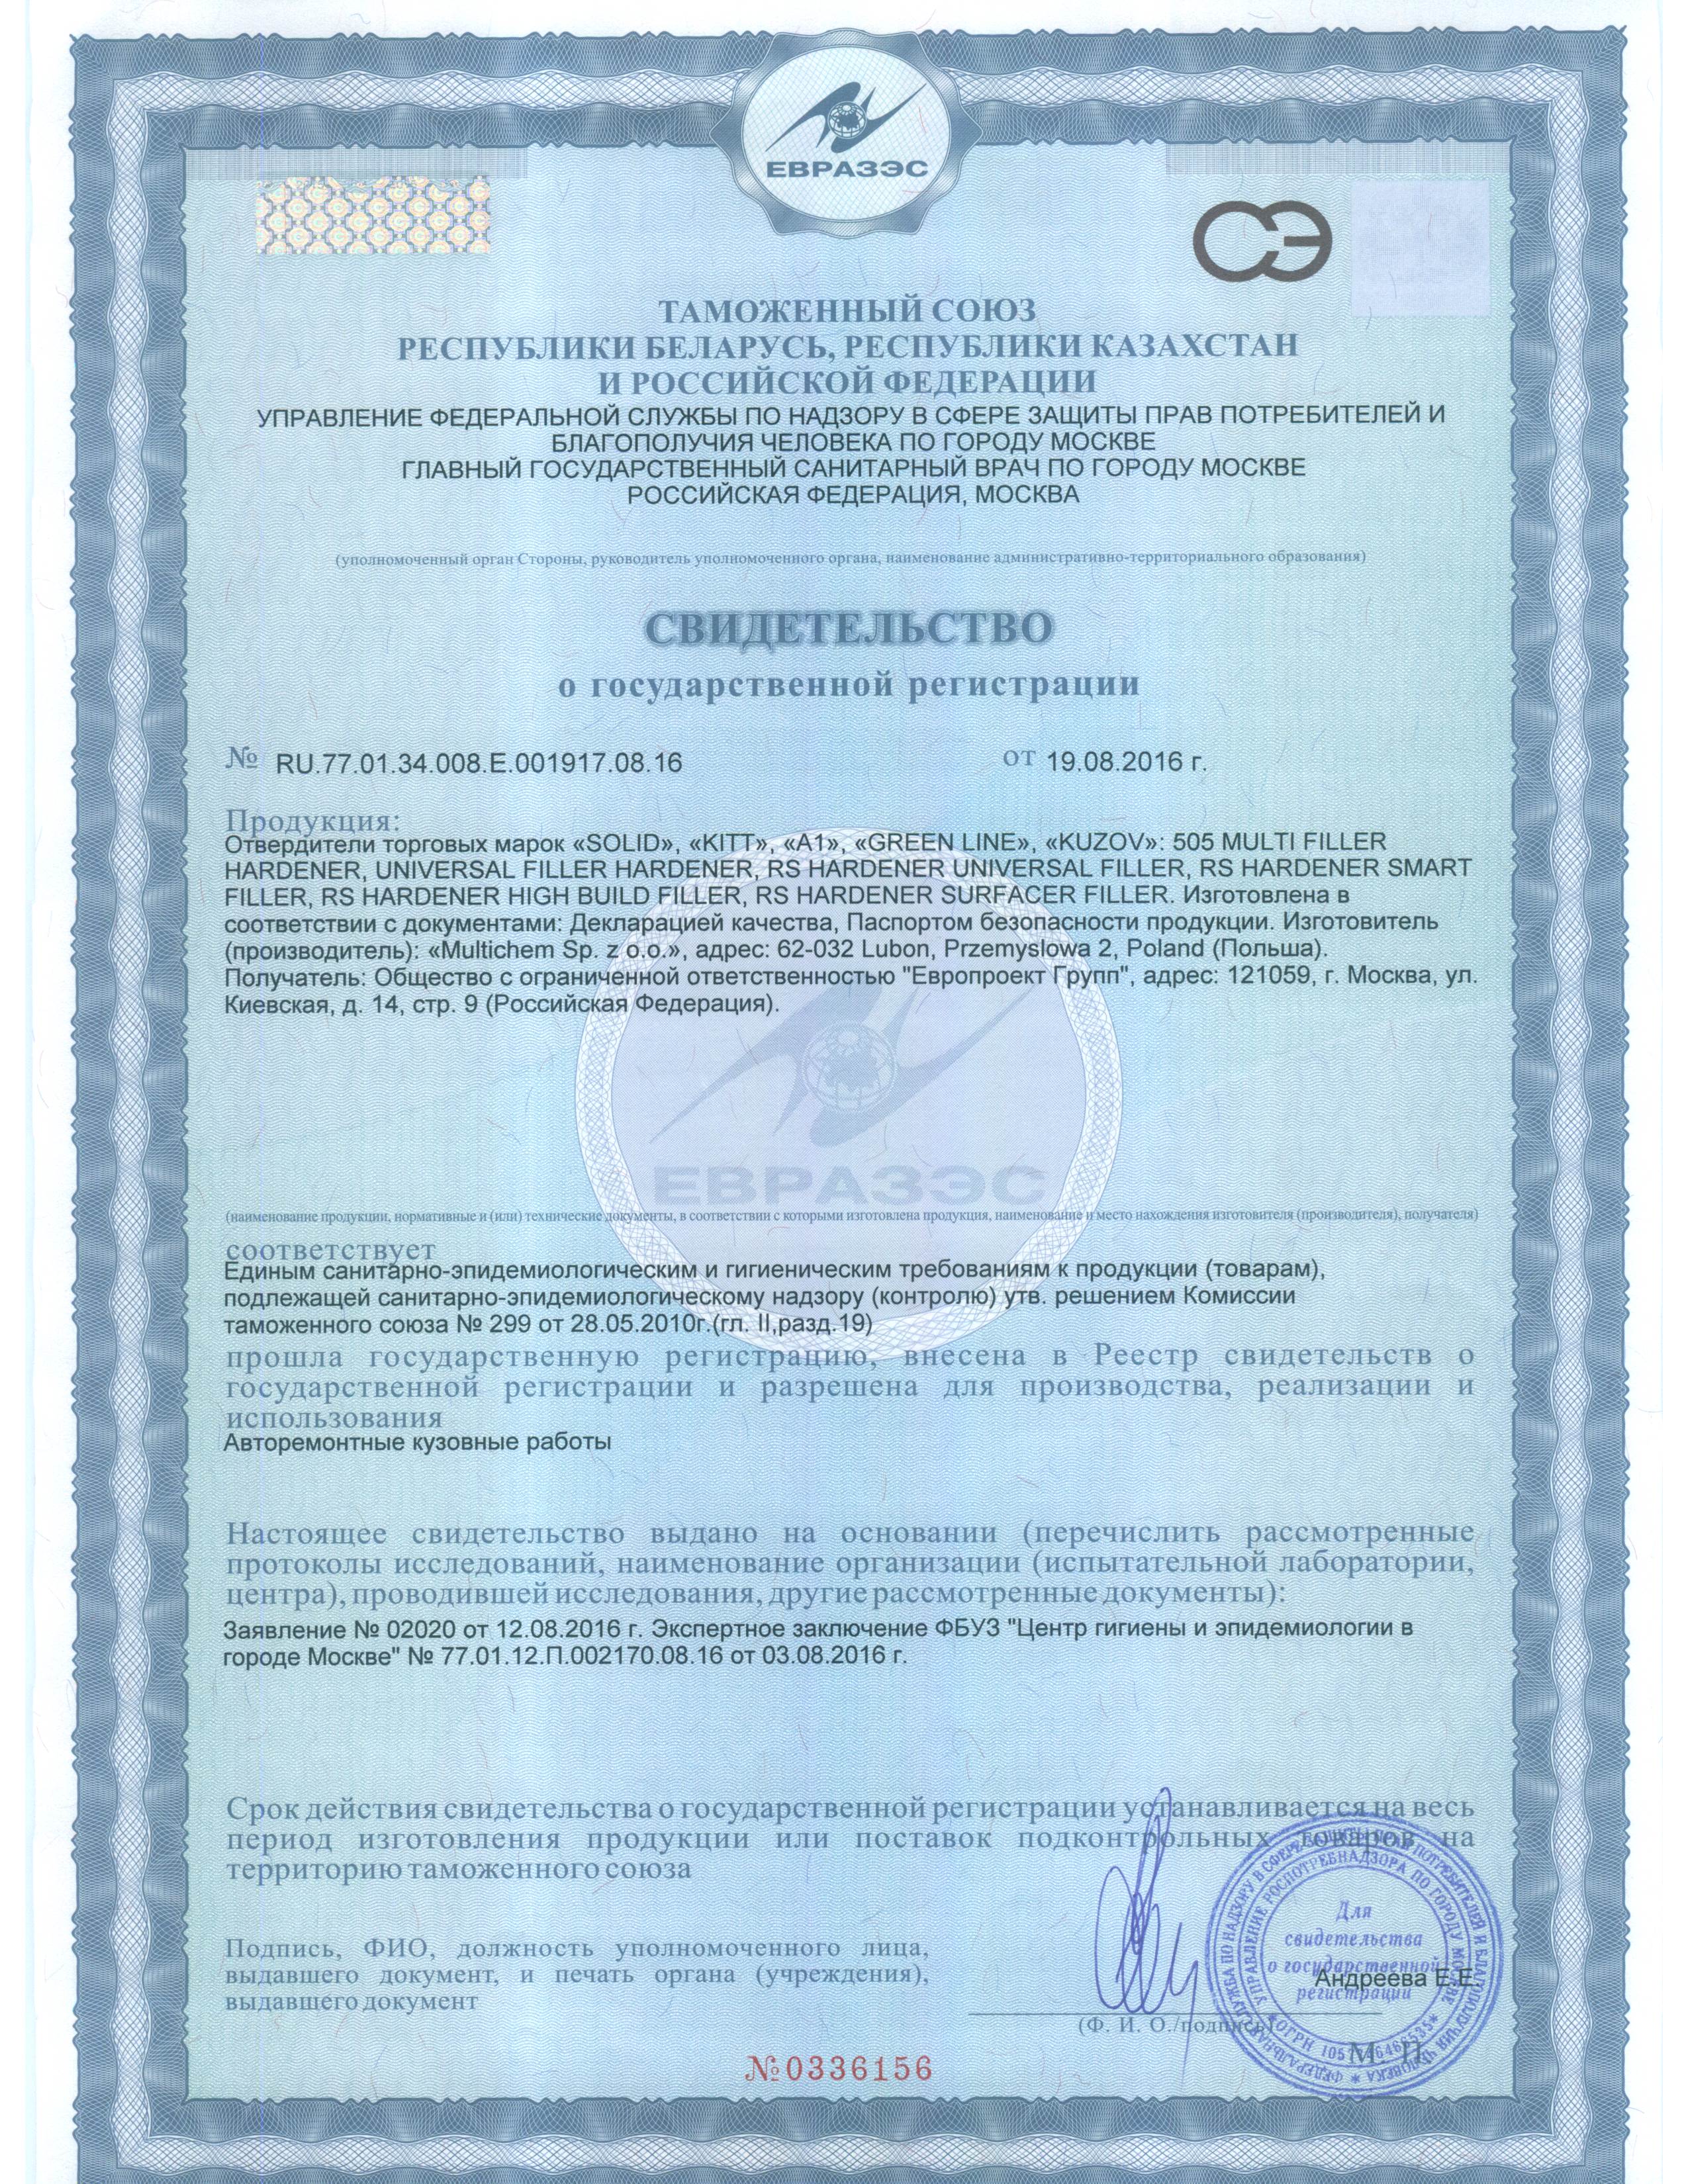 ЕВРАЗЭС
СЭ
ТАМОЖЕННЫЙ СОЮЗ
РЕСПУБЛИКИ БЕЛАРУСЬ, РЕСПУБЛИКИ КАЗАХСТАН
И РОССИЙСКОЙ ФЕДЕРАЦИИ
УПРАВЛЕНИЕ ФЕДЕРАЛЬНОЙ СЛУЖБЫ ПО НАДЗОРУ В СФЕРЕ ЗАЩИТЫ ПРАВ ПОТРЕБИТЕЛЕЙ И
БЛАГОПОЛУЧИЯ ЧЕЛОВЕКА ПО ГОРОДУ МОСКВЕ
ГЛАВНЫЙ ГОСУДАРСТВЕННЫЙ САНИТАРНЫЙ ВРАЧ ПО ГОРОДУ МОСКВЕ
РОССИЙСКАЯ ФЕДЕРАЦИЯ, МОСКВА
(уполномоченный орган Стороны, руководитель уполномоченного органа, наименование административно-территориального образования)
СВИДЕТЕЛЬСТВО
о государственной регистрации
№ RU.77.01.34.008.E.001917.08.16 от 19.08.2016 г.
Продукция:
Отвердители торговых марок «SOLID», «KITT», «A1», «GREEN LINE», «KUZOV»: 505 MULTI FILLER
HARDENER, UNIVERSAL FILLER HARDENER, RS HARDENER UNIVERSAL FILLER, RS HARDENER SMART
FILLER, RS HARDENER HIGH BUILD FILLER, RS HARDENER SURFACER FILLER. Изготовлена в
соответствии с документами: Декларацией качества, Паспортом безопасности продукции. Изготовитель
(производитель): «Multichem Sp. z o.o.», адрес: 62-032 Lubon, Przemyslowa 2, Poland (Польша).
Получатель: Общество с ограниченной ответственностью "Европроект Групп", адрес: 121059, г. Москва, ул.
Киевская, д. 14, стр. 9 (Российская Федерация).
ЕВРАЗЭС
(наименование продукции, нормативные и (или) технические документы, в соответствии с которыми изготовлена продукция, наименование и место нахождения изготовителя (производителя), получателя)
соответствует
Единым санитарно-эпидемиологическим и гигиеническим требованиям к продукции (товарам),
подлежащей санитарно-эпидемиологическому надзору (контролю) утв. решением Комиссии
таможенного союза № 299 от 28.05.2010г.(гл. II,разд.19)
прошла государственную регистрацию, внесена в Реестр свидетельств о
государственной регистрации и разрешена для производства, реализации и
использования
Авторемонтные кузовные работы
Настоящее свидетельство выдано на основании (перечислить рассмотренные
протоколы исследований, наименование организации (испытательной лаборатории,
центра), проводившей исследования, другие рассмотренные документы):
Заявление № 02020 от 12.08.2016 г. Экспертное заключение ФБУЗ "Центр гигиены и эпидемиологии в
городе Москве" № 77.01.12.П.002170.08.16 от 03.08.2016 г.
Срок действия свидетельства о государственной регистрации устанавливается на весь
период изготовления продукции или поставок подконтрольных товаров на
территорию таможенного союза
Подпись, ФИО, должность уполномоченного лица,
выдавшего документ, и печать органа (учреждения),
выдавшего документ
Андреева Е.Е.
(Ф. И. О./подпись)
М. П.
ФЕДЕРАЛЬНАЯ СЛУЖБА ПО НАДЗОРУ В СФЕРЕ ЗАЩИТЫ ПРАВ ПОТРЕБИТЕЛЕЙ И БЛАГОПОЛУЧИЯ ЧЕЛОВЕКА
УПРАВЛЕНИЕ РОСПОТРЕБНАДЗОРА ПО ГОРОДУ МОСКВЕ
ОГРН
Для
свидетельства
о государственной
регистрации
№0336156